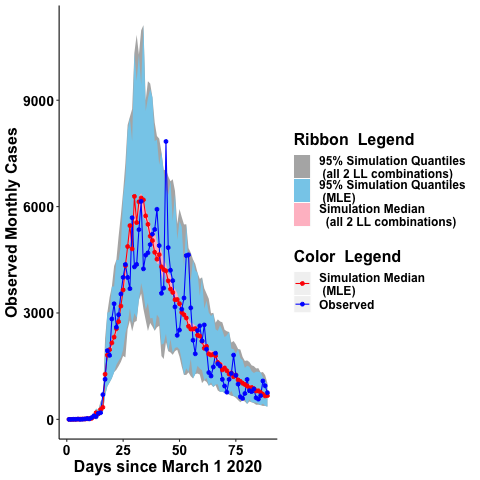 Observed Monthly Cases
9000
6000
3000
0
0 25 50 75
Days since March 1 2020
Ribbon Legend
95% Simulation Quantiles
(all 2 LL combinations)
95% Simulation Quantiles
(MLE)
Simulation Median
(all 2 LL combinations)
Color Legend
Simulation Median
(MLE)
Observed